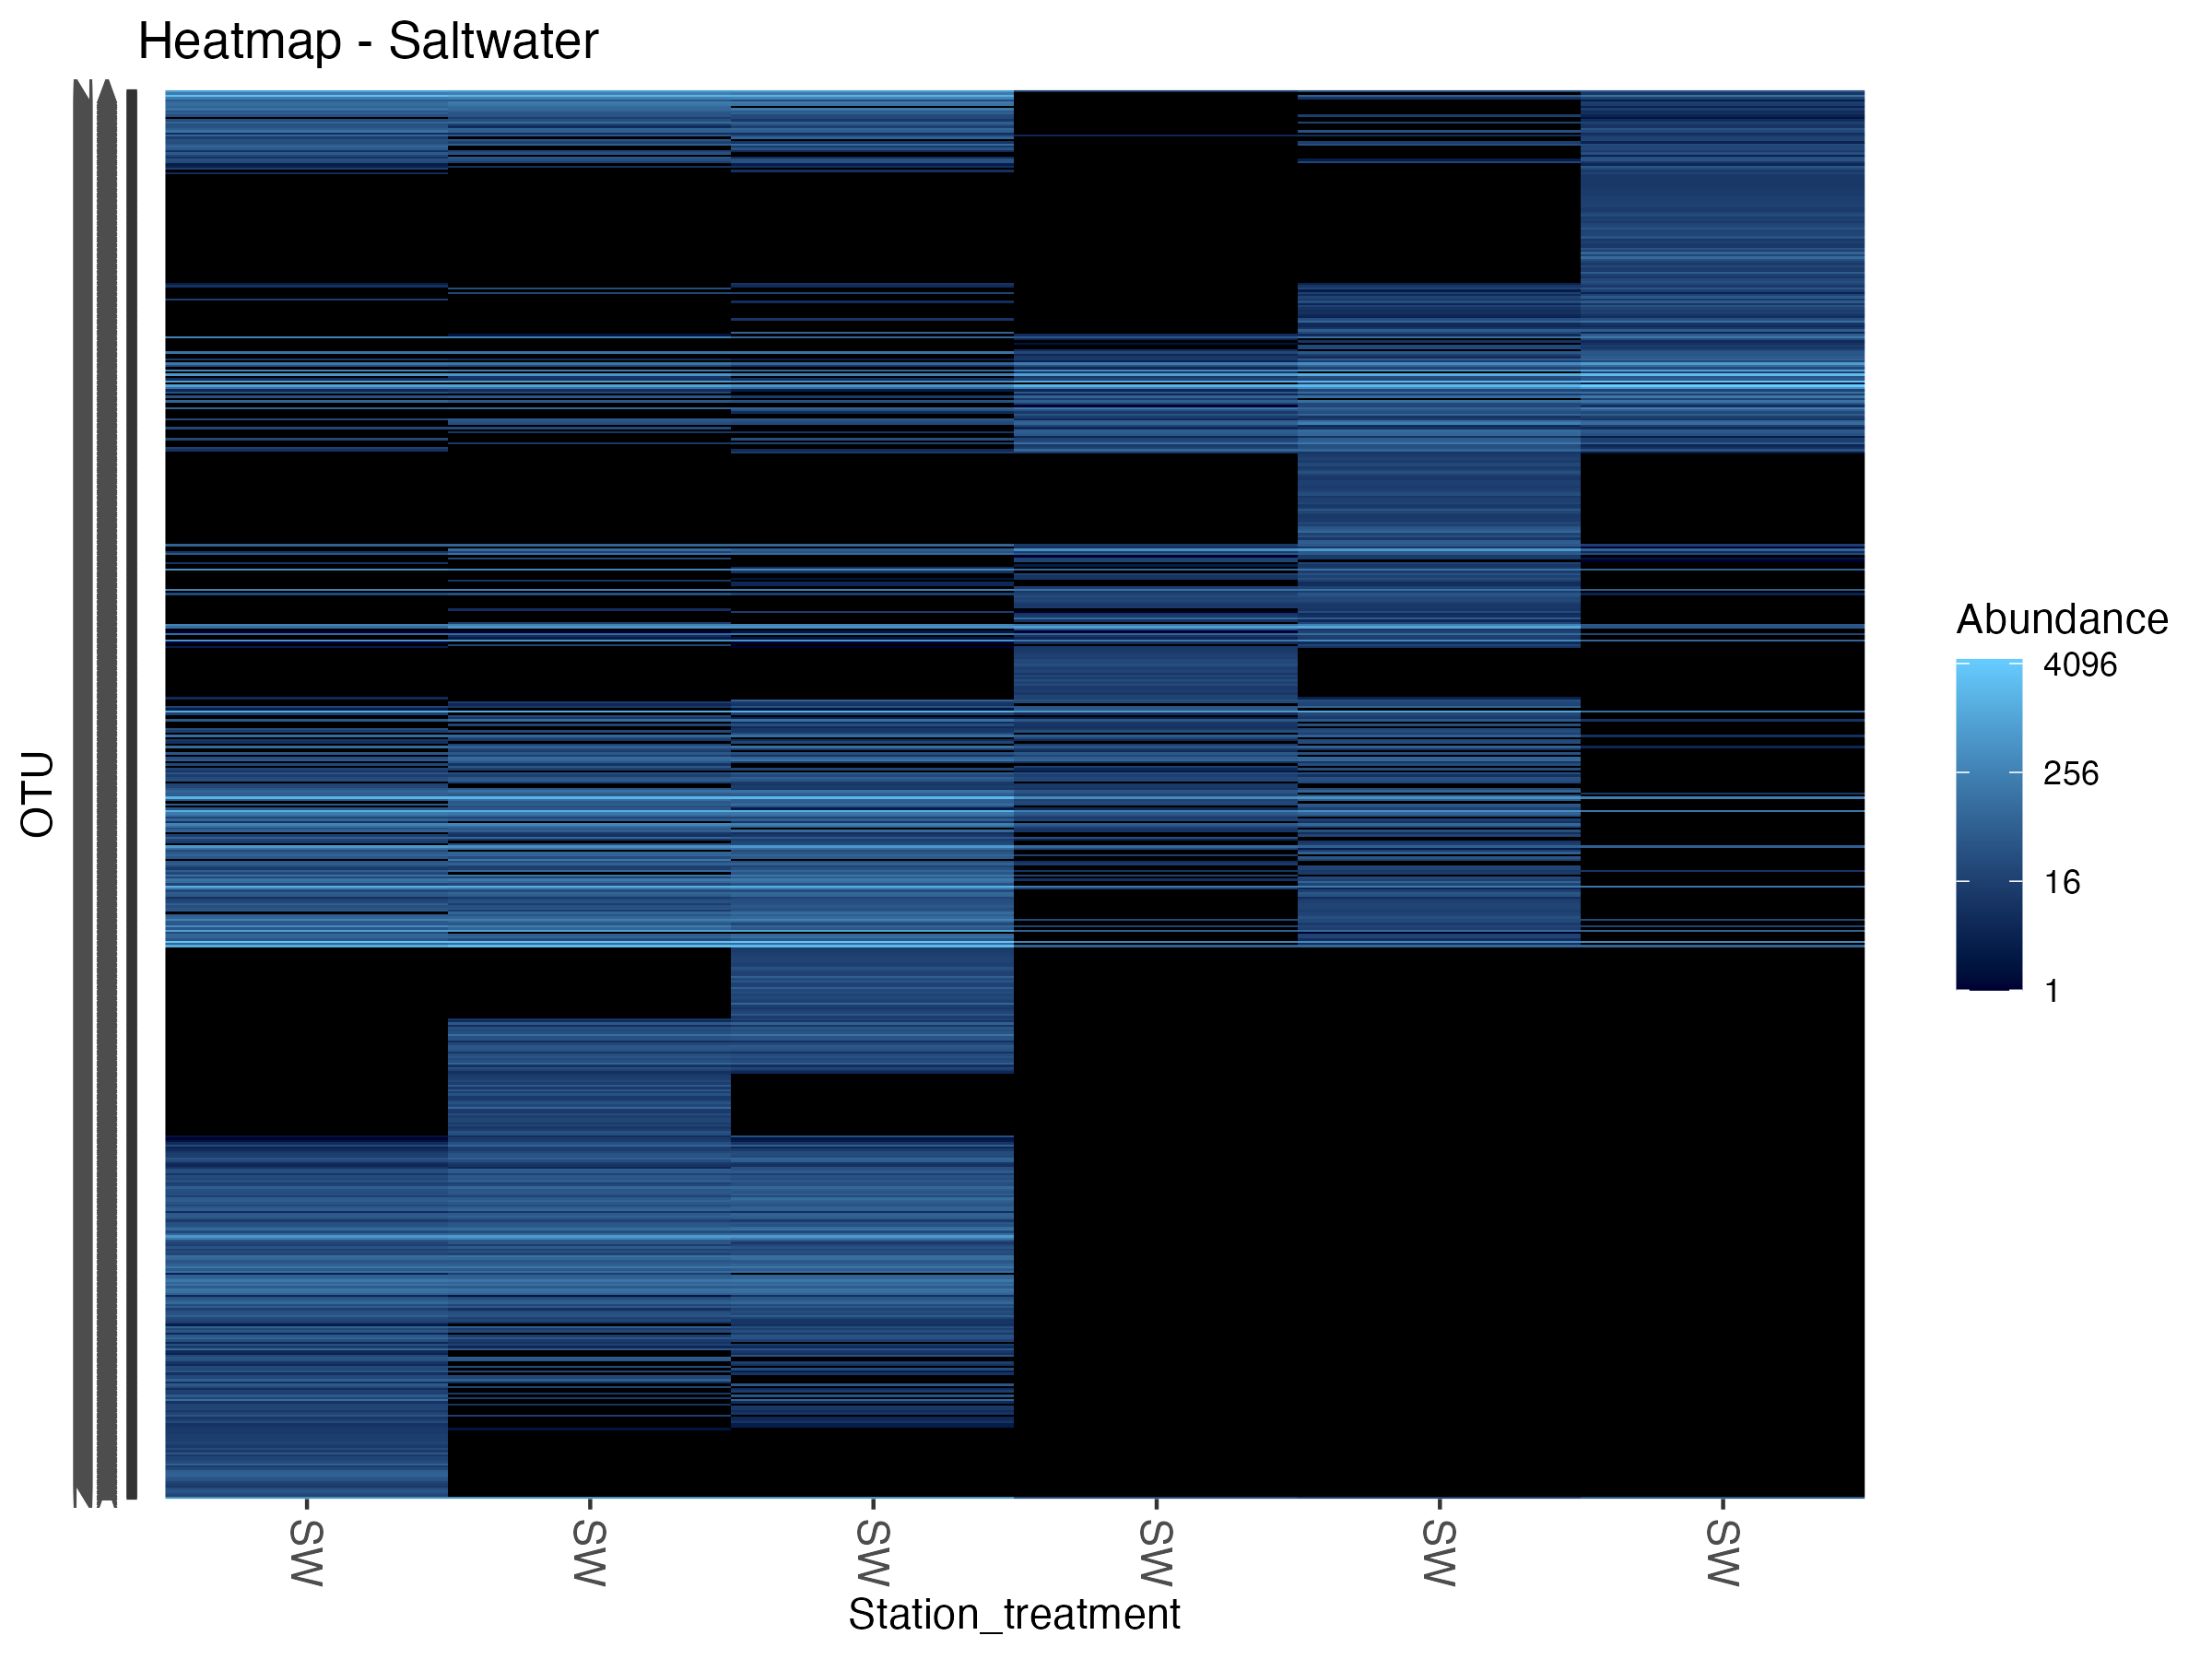 Heatmap - Saltwater
OTU
Abundance
4096
256
16
1
SW SW SW SW SW SW
Station_treatment